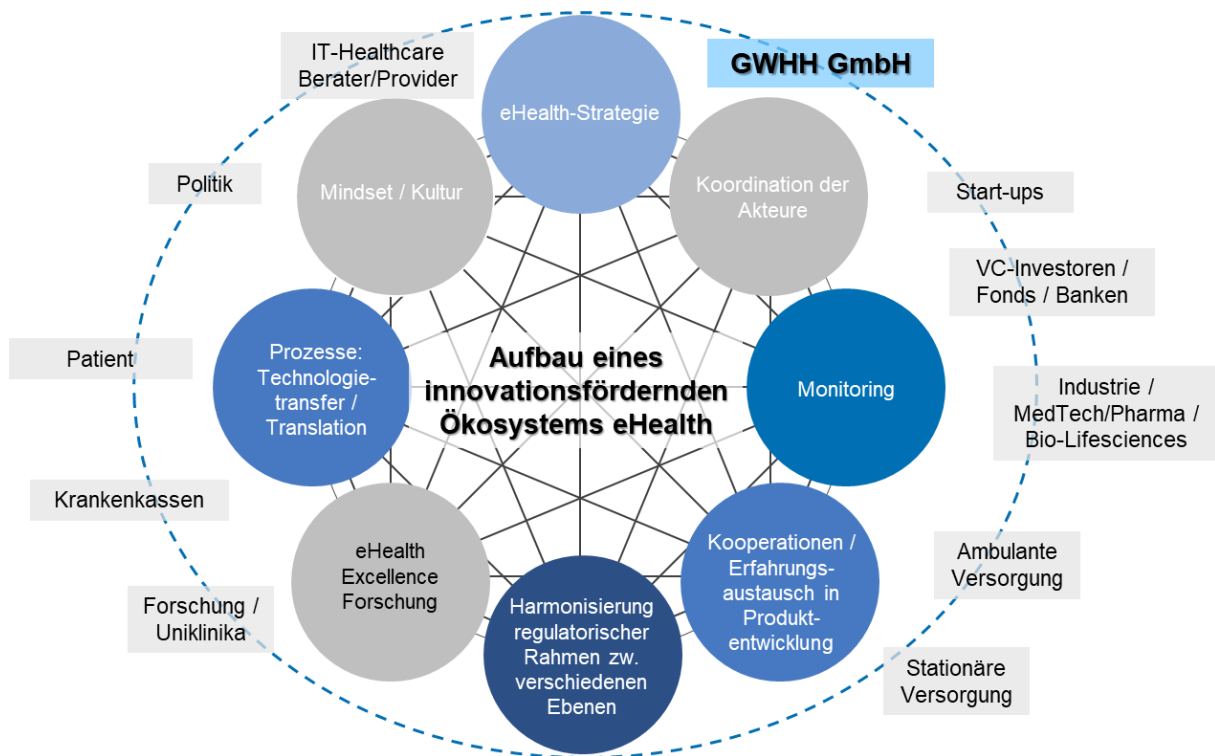 IT-Healthcare
Berater/Provider
GWHH GmbH
eHealth-Strategie
Politik
Mindset / Kultur
Koordination der
Akteure
Start-ups
VC-Investoren /
Fonds / Banken
Patient
Prozesse:
Technologie-
transfer /
Translation
Aufbau eines
innovationsfördernden
Ökosystems eHealth
Monitoring
Industrie /
MedTech/Pharma /
Bio-Lifesciences
Krankenkassen
eHealth
Excellence
Forschung
Kooperationen /
Erfahrungs-
austausch in
Produkt-
entwicklung
Ambulante
Versorgung
Forschung /
Uniklinika
Harmonisierung
regulatorischer
Rahmen zw.
verschiedenen
Ebenen
Stationäre
Versorgung